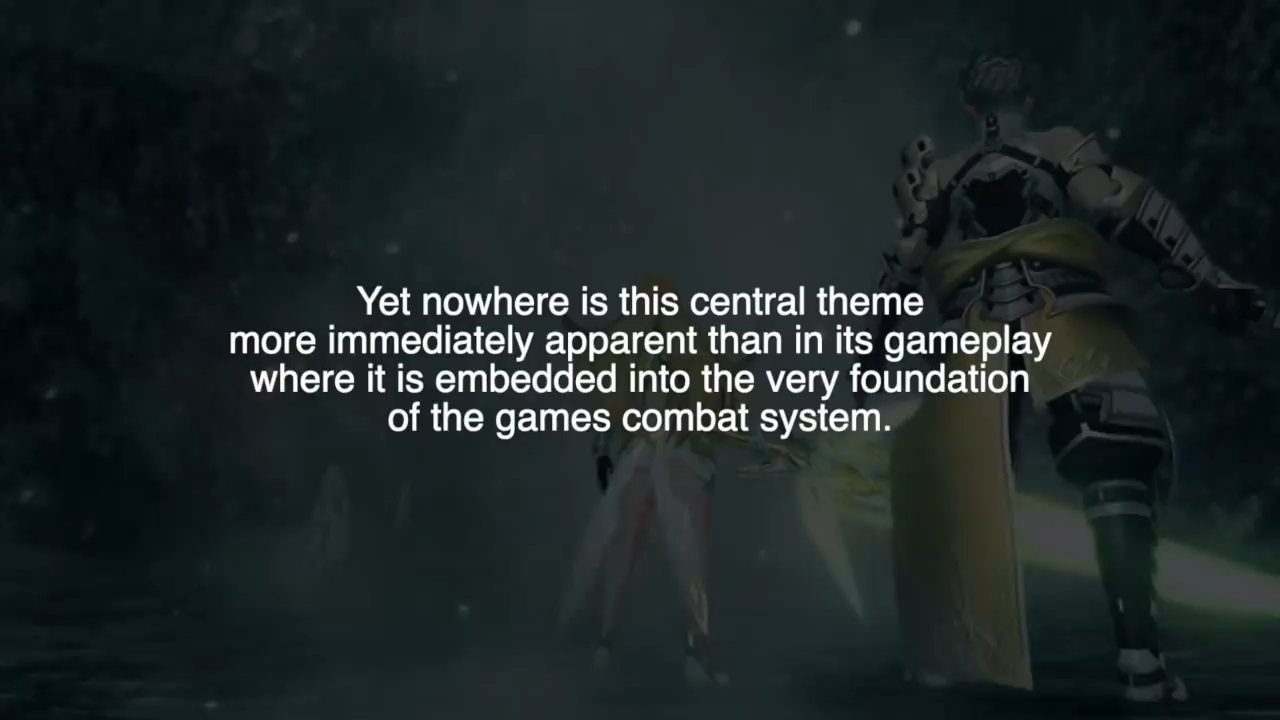 Yet nowhere is this central theme
more immediately apparent than in its gameplay
where it is embedded into the very foundation
of the games combat system.